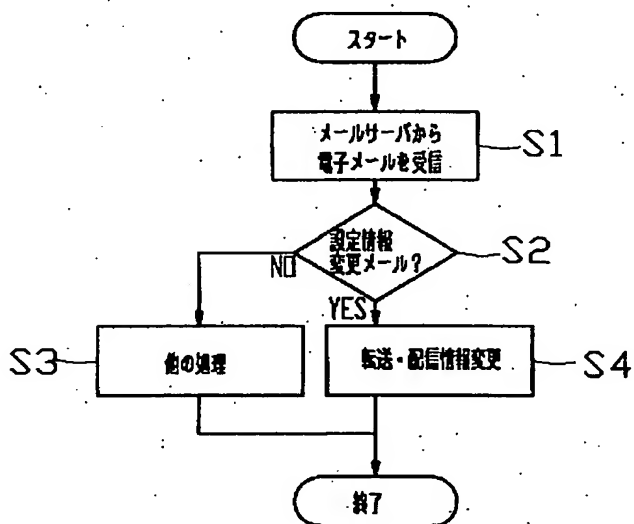 スタート
メールサーバから
電子メールを受信
S1
設定情報
変更メール?
S2
NO
YES
S3
他の処理
転送・配信情報変更
S4
終了